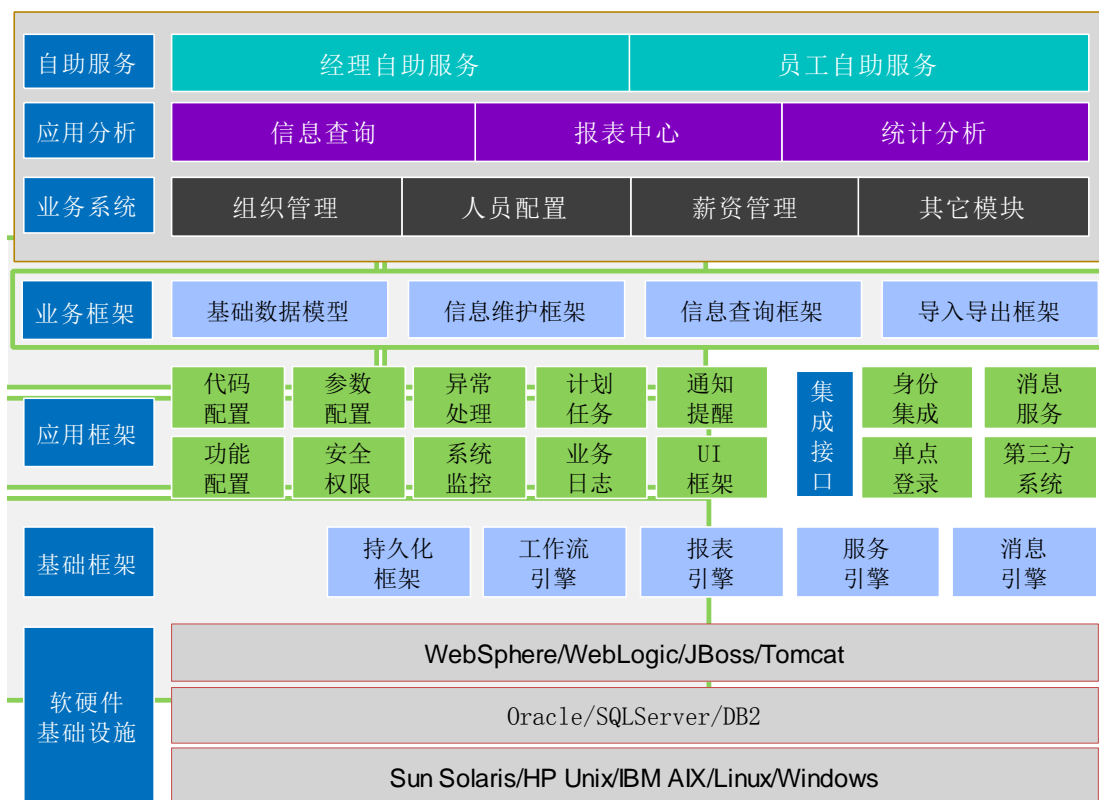 自助服务
经理自助服务
员工自助服务
应用分析
信息查询
报表中心
统计分析
业务系统
组织管理
人员配置
薪资管理
其它模块
业务框架
基础数据模型
信息维护框架
信息查询框架
导入导出框架
应用框架
代码
配置
参数
配置
异常
处理
计划
任务
通知
提醒
功能
配置
安全
权限
系统
监控
业务
日志
UI
框架
集
成
接
口
身份
集成
消息
服务
单点
登录
第三方
系统
基础框架
持久化
框架
工作流
引擎
报表
引擎
服务
引擎
消息
引擎
软硬件
基础设施
WebSphere/WebLogic/JBoss/Tomcat
Oracle/SQLServer/DB2
Sun Solaris/HP Unix/IBM AIX/Linux/Windows